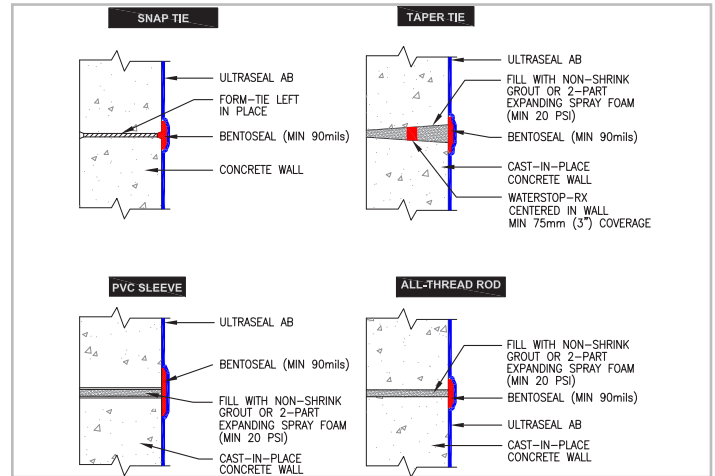 SNAP TIE
ULTRASEAL AB
FORM-TIE LEFT
IN PLACE
BENTOSEAL (MIN 90mils)
CONCRETE WALL
TAPER TIE
ULTRASEAL AB
FILL WITH NON-SHRINK
GROUT OR 2-PART
EXPANDING SPRAY FOAM
(MIN 20 PSI)
BENTOSEAL (MIN 90mils)
CAST-IN-PLACE
CONCRETE WALL
WATERSTOP-RX
CENTERED IN WALL
MIN 75mm (3") COVERAGE
PVC SLEEVE
ULTRASEAL AB
BENTOSEAL (MIN 90mils)
FILL WITH NON-SHRINK
GROUT OR 2-PART
EXPANDING SPRAY FOAM
(MIN 20 PSI)
CAST-IN-PLACE
CONCRETE WALL
ALL-THREAD ROD
FILL WITH NON-SHRINK
GROUT OR 2-PART
EXPANDING SPRAY FOAM
(MIN 20 PSI)
BENTOSEAL (MIN 90mils)
ULTRASEAL AB
CAST-IN-PLACE
CONCRETE WALL